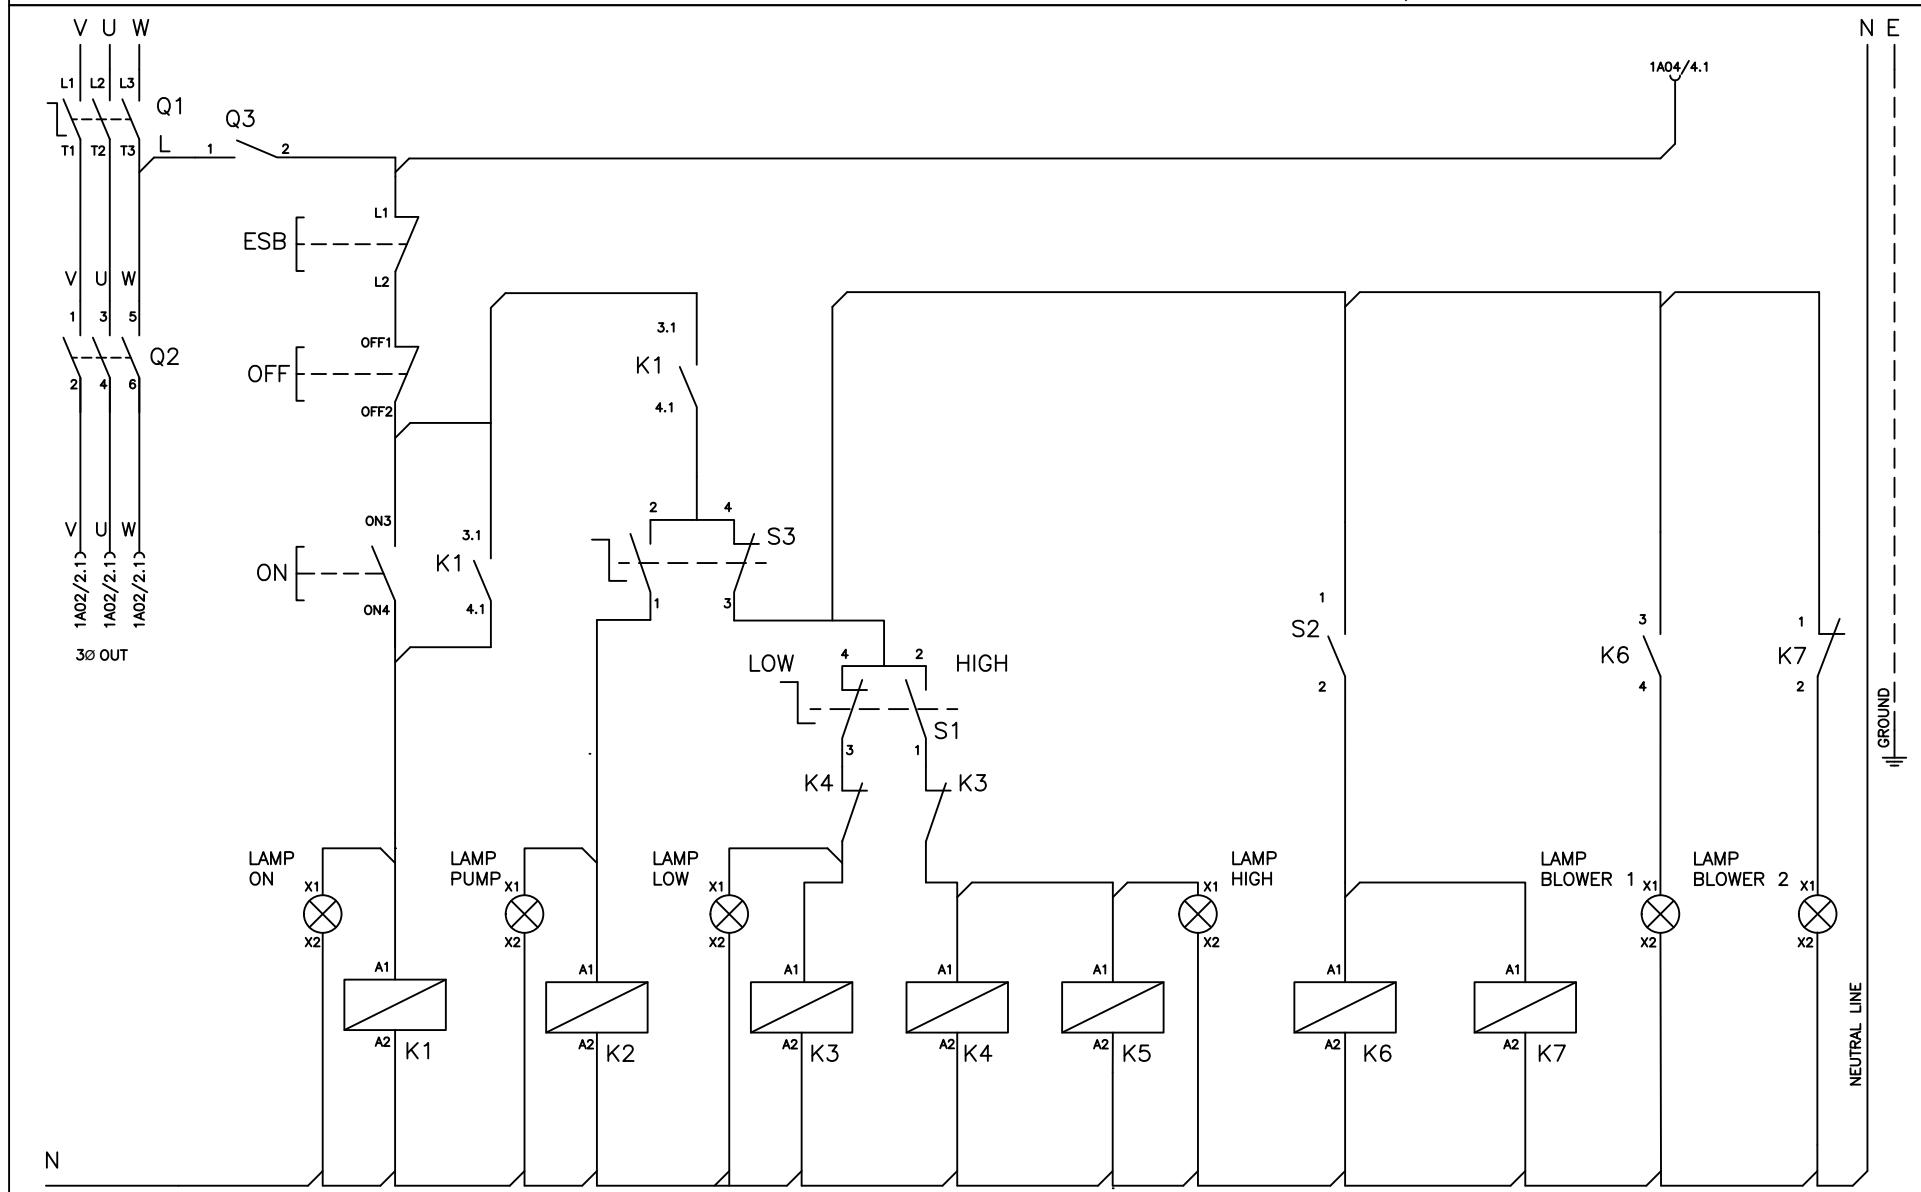 V U W
N E
1A04/4.1
L1 L2 L3
Q1
Q3
T1 T2 T3
L
1 2
L1
ESB
L2
V U W
1 3 5
Q2
2 4 6
OFF1
OFF
OFF2
3.1
K1
4.1
V U W
1A02/2.1
1A02/2.1
1A02/2.1
3Ø OUT
ON3
ON
ON4
3.1
K1
4.1
2 4
S3
1 3
LOW
4 2
HIGH
S1
3 1
K4
K3
1
S2
2
3
K6
4
1
K7
2
GROUND
LAMP
ON
X1
X2
LAMP
PUMP
X1
X2
LAMP
LOW
X1
X2
LAMP
HIGH
X1
X2
LAMP
BLOWER 1
X1
X2
LAMP
BLOWER 2
X1
X2
A1
A2
K1
A1
A2
K2
A1
A2
K3
A1
A2
K4
A1
A2
K5
A1
A2
K6
A1
A2
K7
NEUTRAL LINE
N